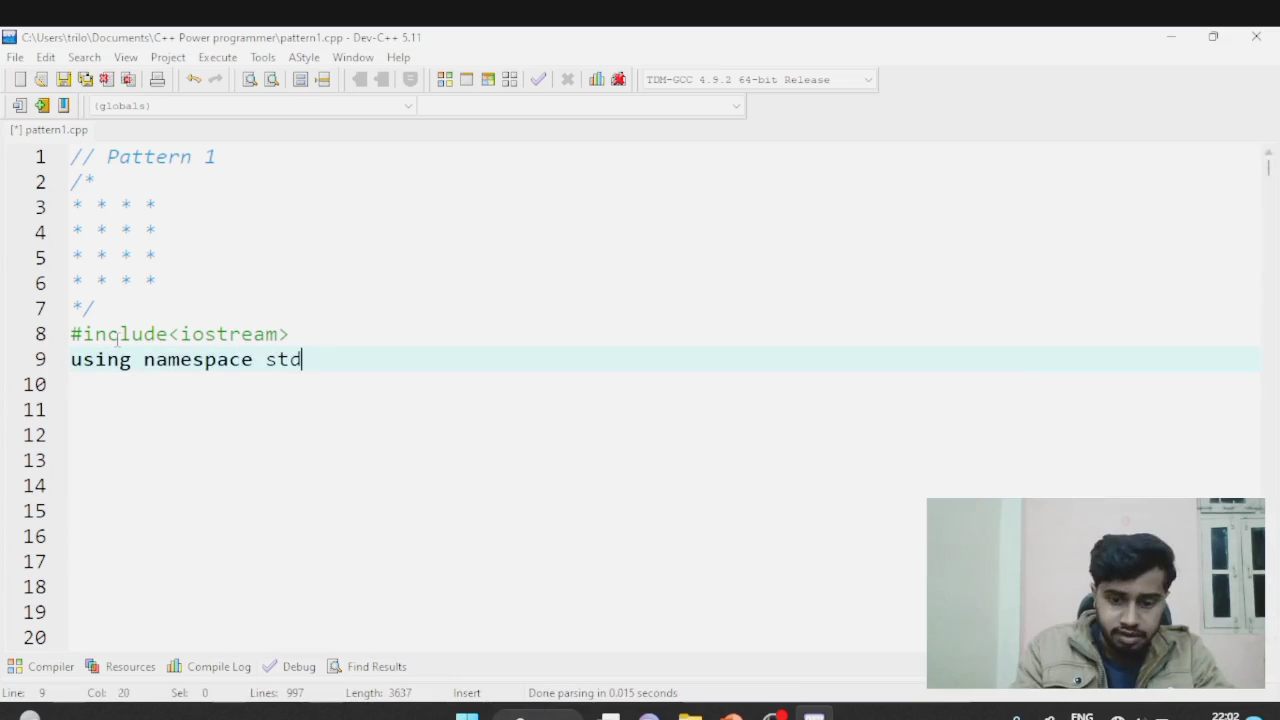 C:\Users\trilo\Documents\C++ Power programmer\pattern1.cpp - Dev-C++ 5.11
File Edit Search View Project Execute Tools AStyle Window Help
TDM-GCC 4.9.2 64-bit Release
(globals)
[*] pattern1.cpp
1 // Pattern 1
2 /*
3 * * * *
4 * * * *
5 * * * *
6 * * * *
7 */
8 #include<iostream>
9 using namespace std
10
11
12
13
14
15
16
17
18
19
20
Compiler Resources Compile Log Debug Find Results
Line: 9 Col: 20 Sel: 0 Lines: 997 Length: 3637 Insert Done parsing in 0.015 seconds
ENG 22:02